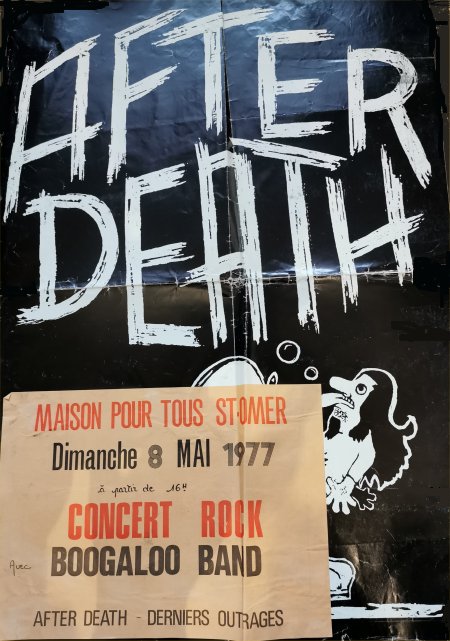 AFTER
DEATH
MAISON POUR TOUS ST-OMER
Dimanche 8 MAI 1977
à partir de 16H
CONCERT ROCK
Avec BOOGALOO BAND
AFTER DEATH - DERNIERS OUTRAGES